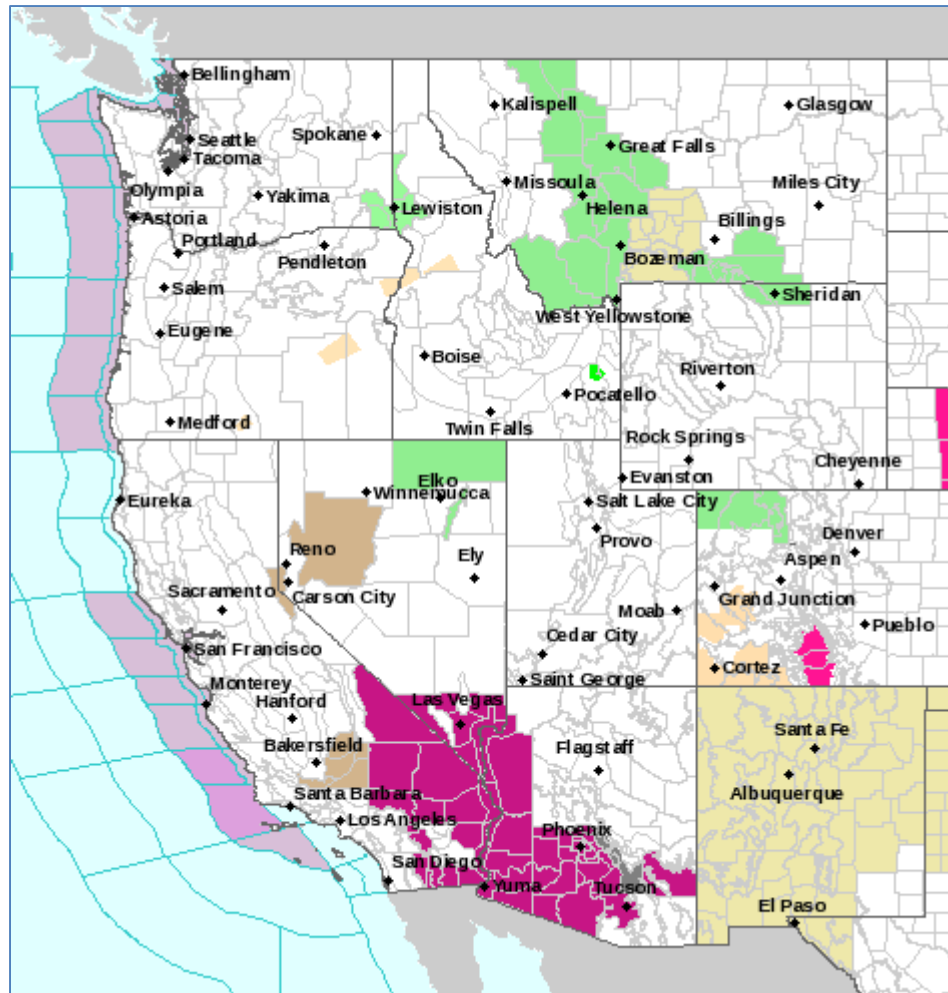 Bellingham
Kalispell
Glasgow
Seattle
Spokane
Great Falls
Tacoma
Olympia
Yakima
Missoula
Miles City
Astoria
Lewiston
Helena
Billings
Portland
Pendleton
Bozeman
Salem
Sheridan
West Yellowstone
Eugene
Boise
Riverton
Pocatello
Medford
Twin Falls
Rock Springs
Cheyenne
Elko
Winnemucca
Evanston
Eureka
Salt Lake City
Provo
Denver
Reno
Ely
Aspen
Sacramento
Carson City
Grand Junction
Moab
Pueblo
San Francisco
Cedar City
Cortez
Saint George
Monterey
Hanford
Las Vegas
Bakersfield
Flagstaff
Santa Fe
Albuquerque
Santa Barbara
Los Angeles
Phoenix
San Diego
Yuma
Tucson
El Paso